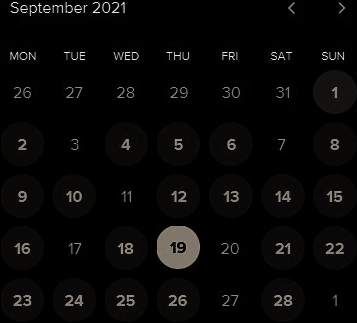 September 2021
MON TUE WED THU FRI SAT SUN
26 27 28 29 30 31 1
2 3 4 5 6 7 8
9 10 11 12 13 14 15
16 17 18 19 20 21 22
23 24 25 26 27 28 1